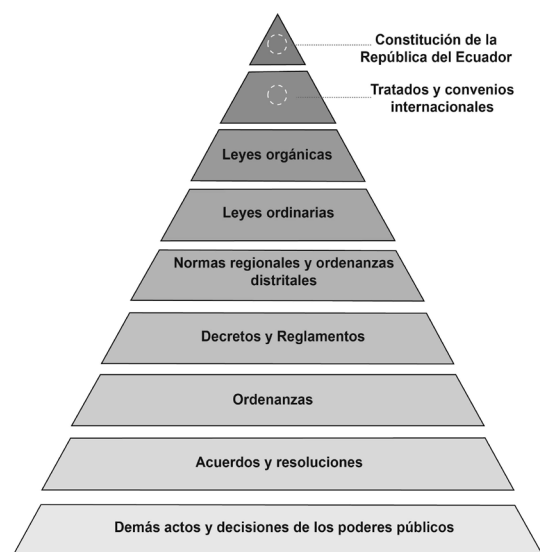 Constitución de la
República del Ecuador
Tratados y convenios
internacionales
Leyes orgánicas
Leyes ordinarias
Normas regionales y ordenanzas
distritales
Decretos y Reglamentos
Ordenanzas
Acuerdos y resoluciones
Demás actos y decisiones de los poderes públicos